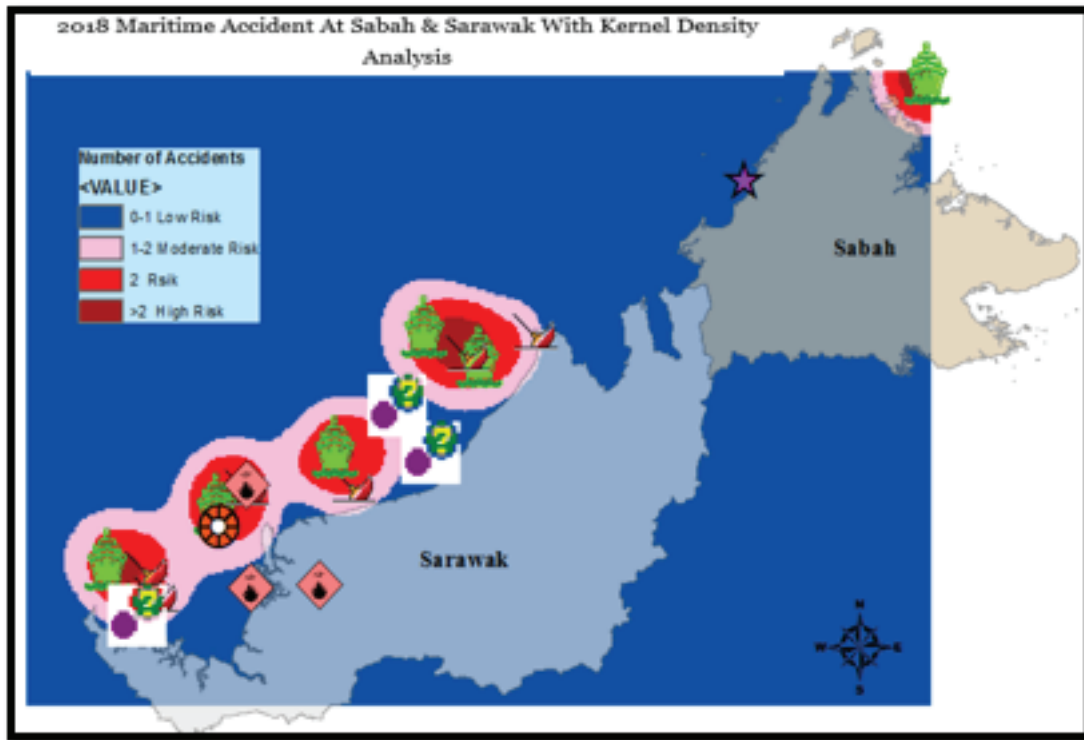 2018 Maritime Accident At Sabah & Sarawak With Kernel Density
Analysis
Number of Accidents
<VALUE>
0-1 Low Risk
1-2 Moderate Risk
2 Rsik
>2 High Risk
Sabah
?
?
Sarawak
?
N
W E
S